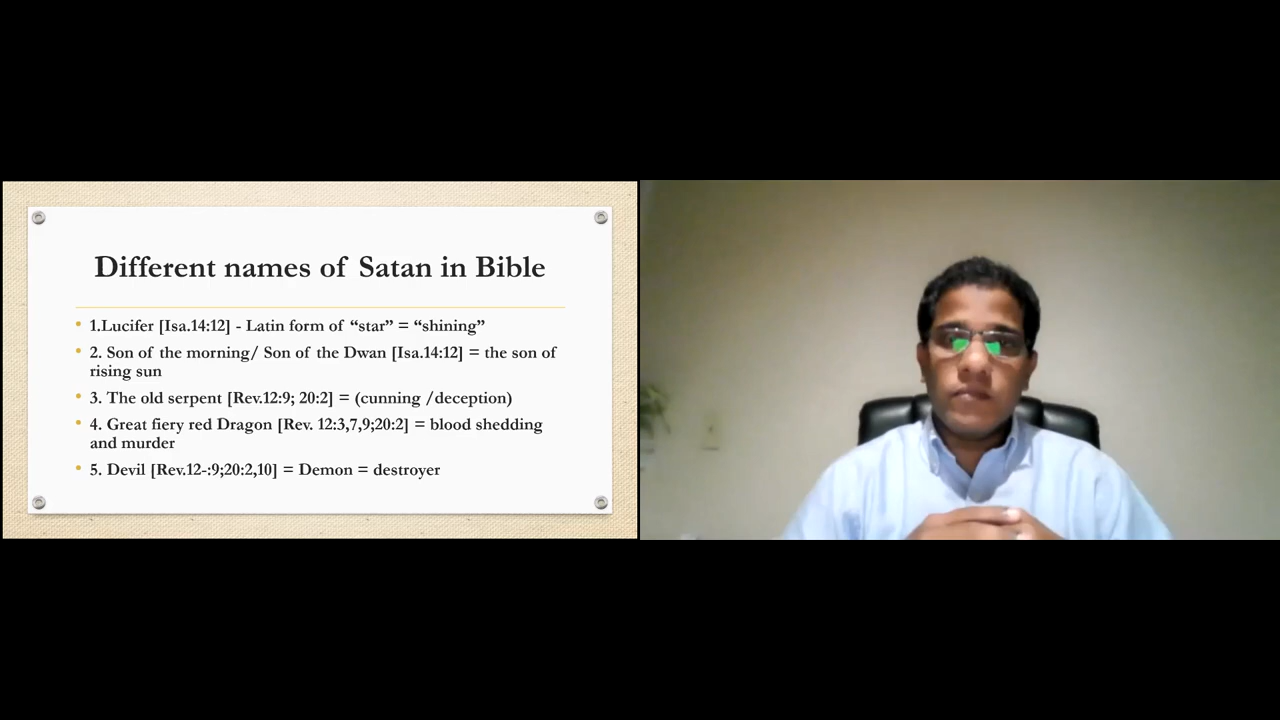 Different names of Satan in Bible
1.Lucifer [Isa.14:12] - Latin form of “star” = “shining”
2. Son of the morning/ Son of the Dwan [Isa.14:12] = the son of
rising sun
3. The old serpent [Rev.12:9; 20:2] = (cunning /deception)
4. Great fiery red Dragon [Rev. 12:3,7,9;20:2] = blood shedding
and murder
5. Devil [Rev.12-:9;20:2,10] = Demon = destroyer